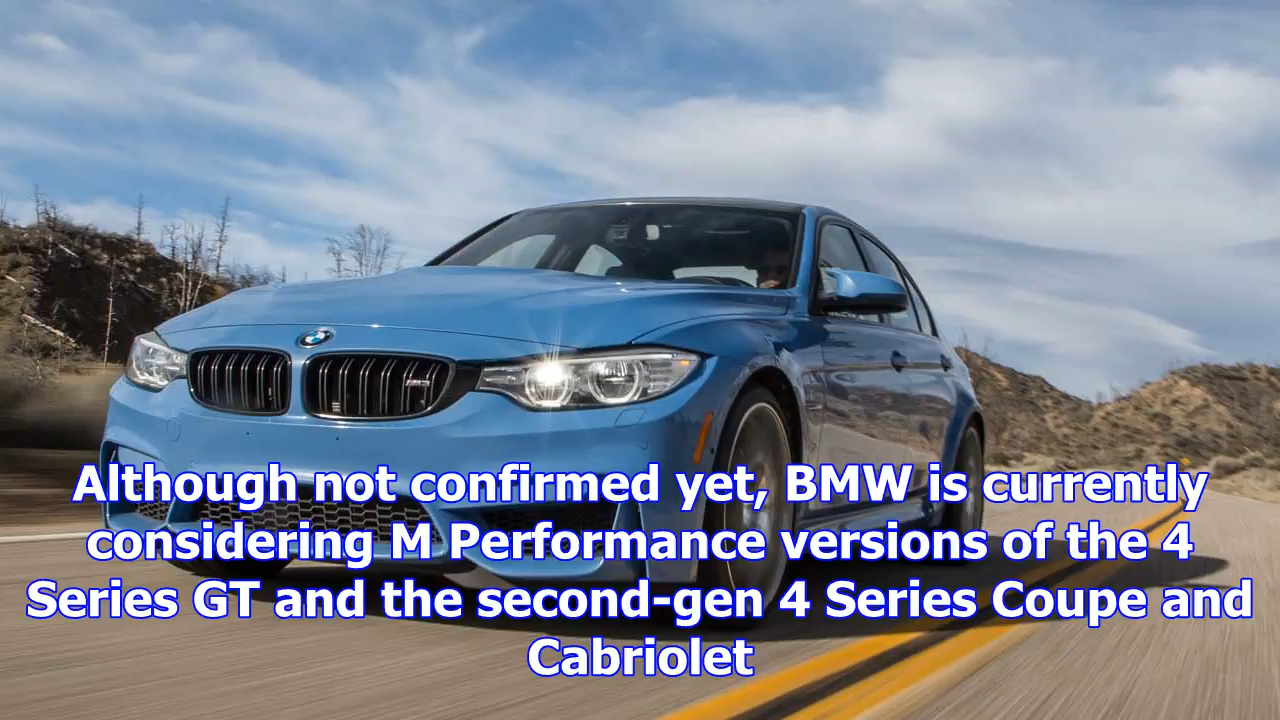 Although not confirmed yet, BMW is currently
considering M Performance versions of the 4
Series GT and the second-gen 4 Series Coupe and
Cabriolet